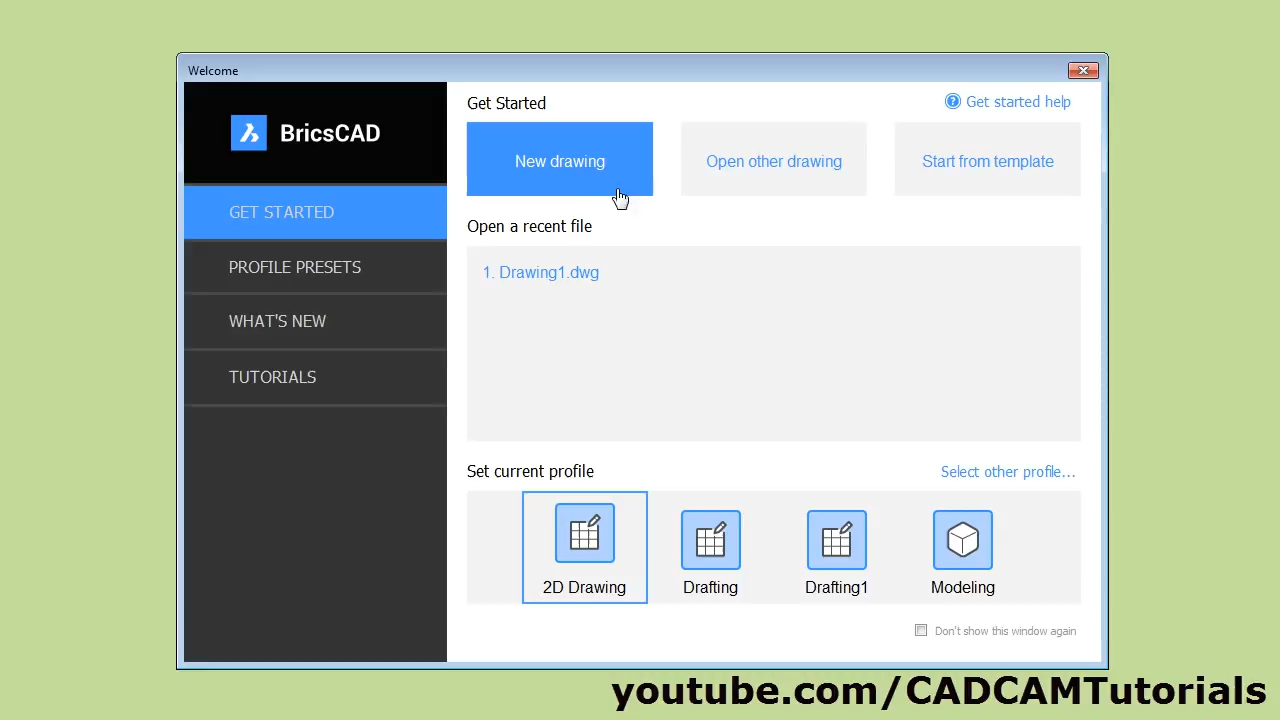 Welcome
BricsCAD
GET STARTED
PROFILE PRESETS
WHAT'S NEW
TUTORIALS
Get Started
Get started help
New drawing
Open other drawing
Start from template
Open a recent file
1. Drawing1.dwg
Set current profile
Select other profile...
2D Drawing
Drafting
Drafting1
Modeling
Don't show this window again
youtube.com/CADCAMTutorials